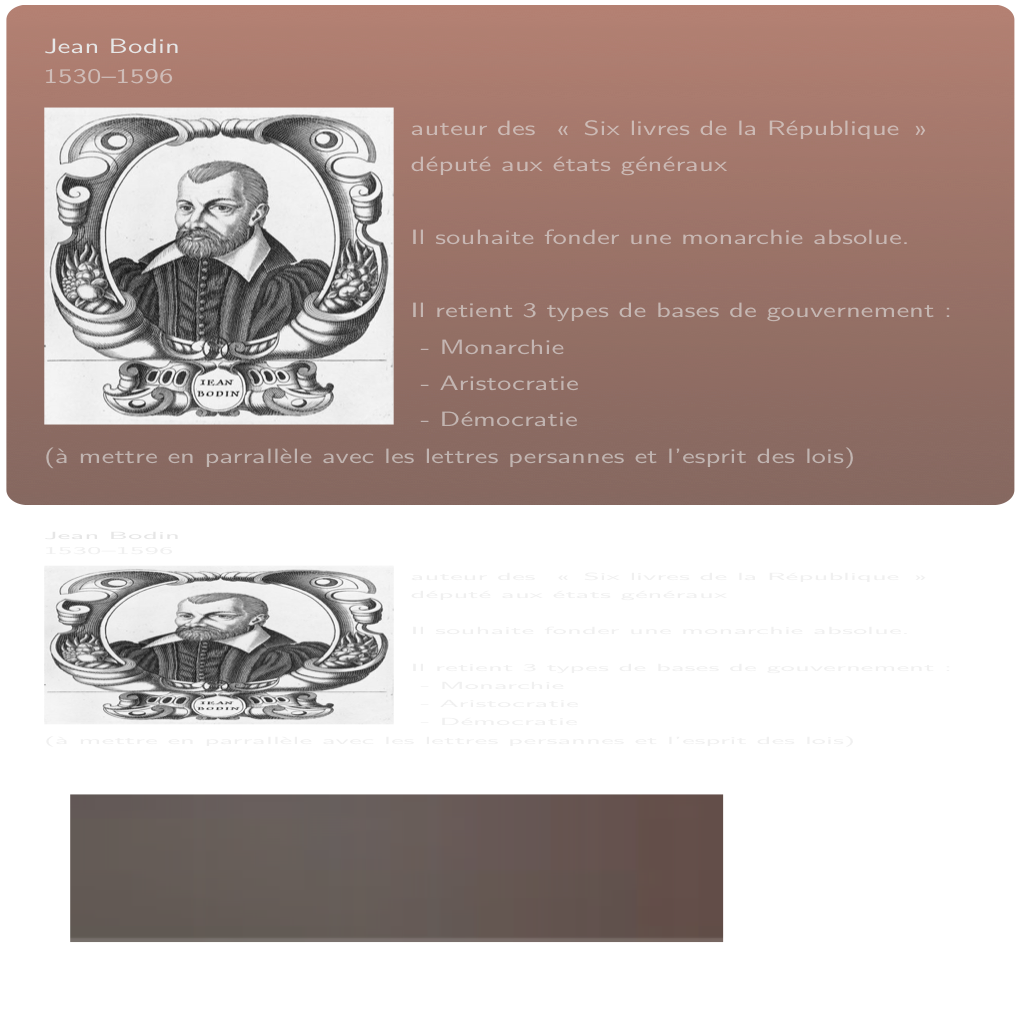 Jean Bodin
1530–1596
auteur des « Six livres de la République »
député aux états généraux
Il souhaite fonder une monarchie absolue.
Il retient 3 types de bases de gouvernement :
- Monarchie
- Aristocratie
- Démocratie
IEAN
BODIN
(à mettre en parrallèle avec les lettres persannes et l'esprit des lois)
Jean Bodin
1530–1596
auteur des « Six livres de la République »
député aux états généraux
Il souhaite fonder une monarchie absolue.
Il retient 3 types de bases de gouvernement :
- Monarchie
- Aristocratie
- Démocratie
IEAN
BODIN
(à mettre en parrallèle avec les lettres persannes et l'esprit des lois)